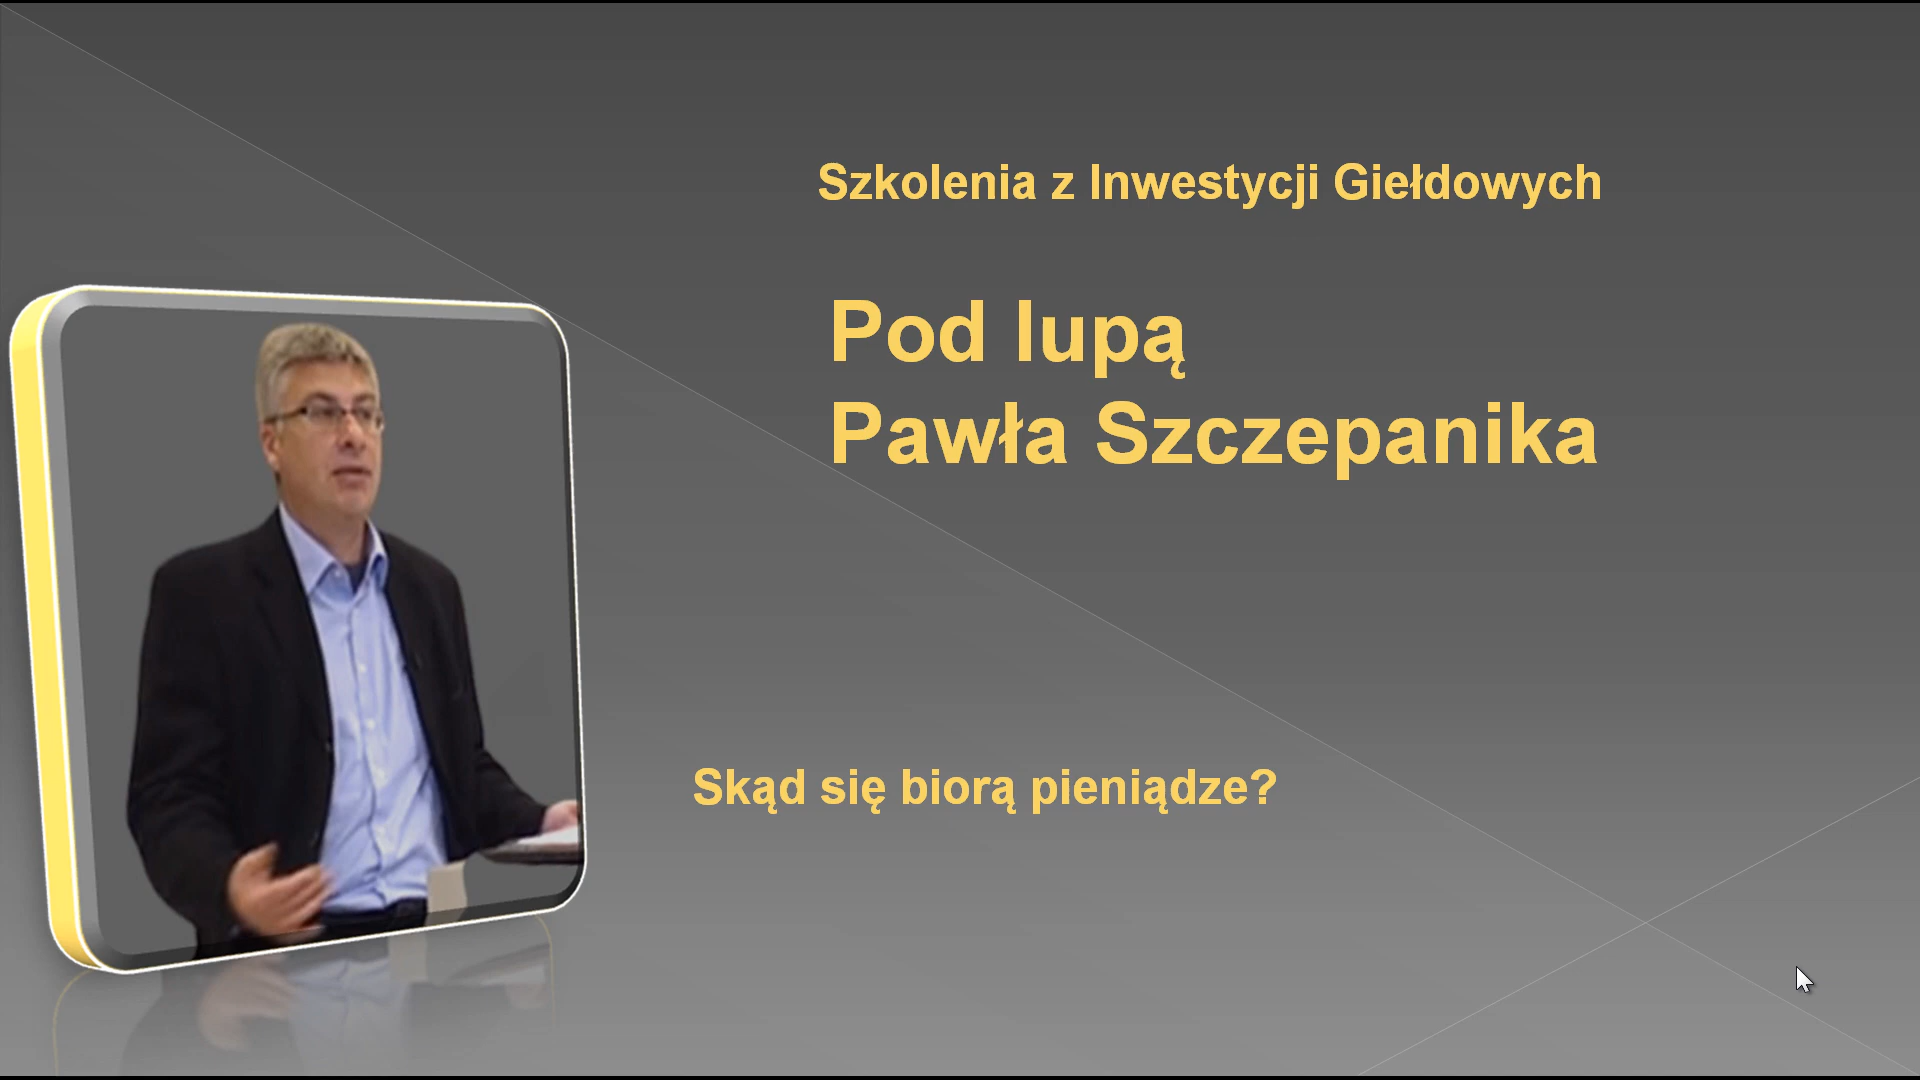 Szkolenia z Inwestycji Giełdowych
Pod lupą
Pawła Szczepanika
Skąd się biorą pieniądze?